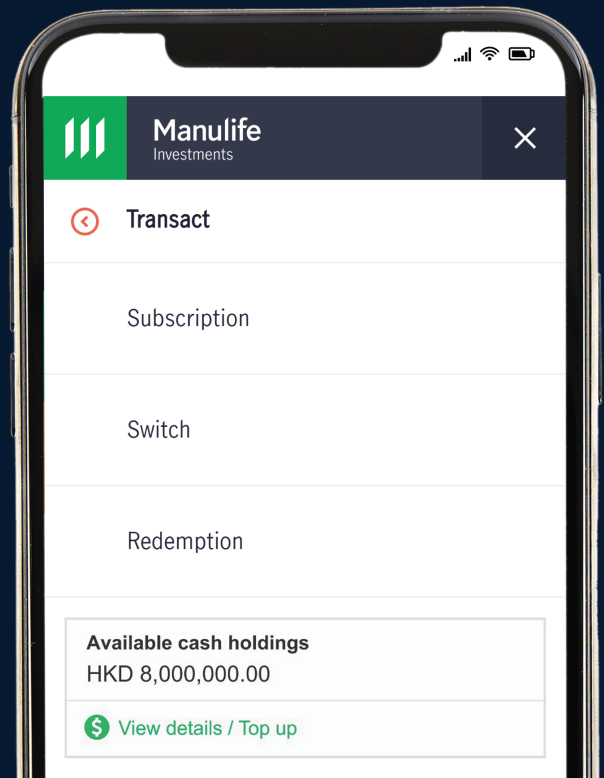 Manulife
Investments
Transact
Subscription
Switch
Redemption
Available cash holdings
HKD 8,000,000.00
View details / Top up